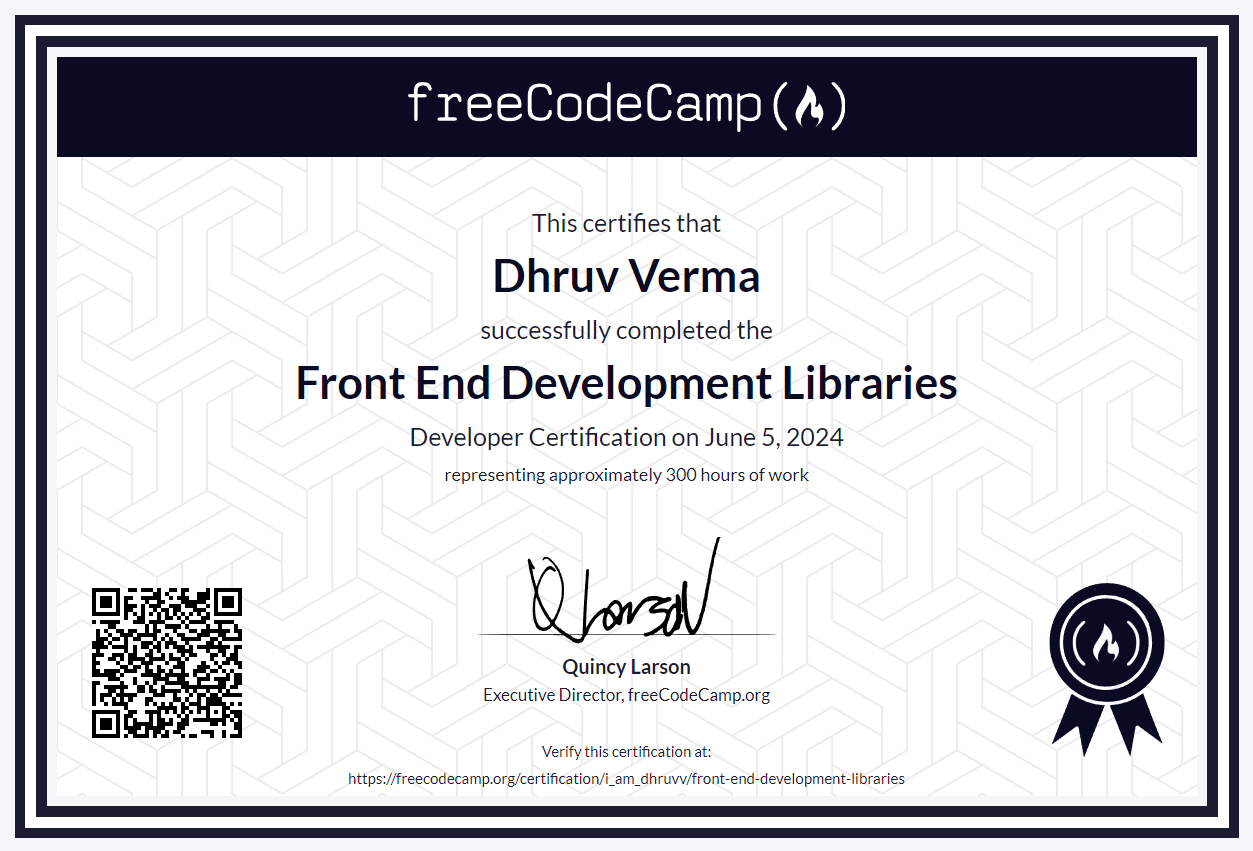 freeCodeCamp
This certifies that
Dhruv Verma
successfully completed the
Front End Development Libraries
Developer Certification on June 5, 2024
representing approximately 300 hours of work
Q Larson
Quincy Larson
Executive Director, freeCodeCamp.org
Verify this certification at:
https://freecodecamp.org/certification/i_am_dhruvv/front-end-development-libraries